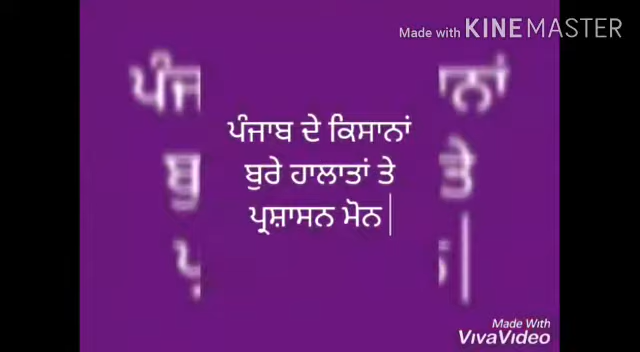 Made with KINEMASTER
ਪੰਜਾਬ ਦੇ ਕਿਸਾਨਾਂ
ਬੁਰੇ ਹਾਲਾਤਾਂ ਤੇ
ਪ੍ਰਸ਼ਾਸਨ ਮੋਨ
Made With
VivaVideo